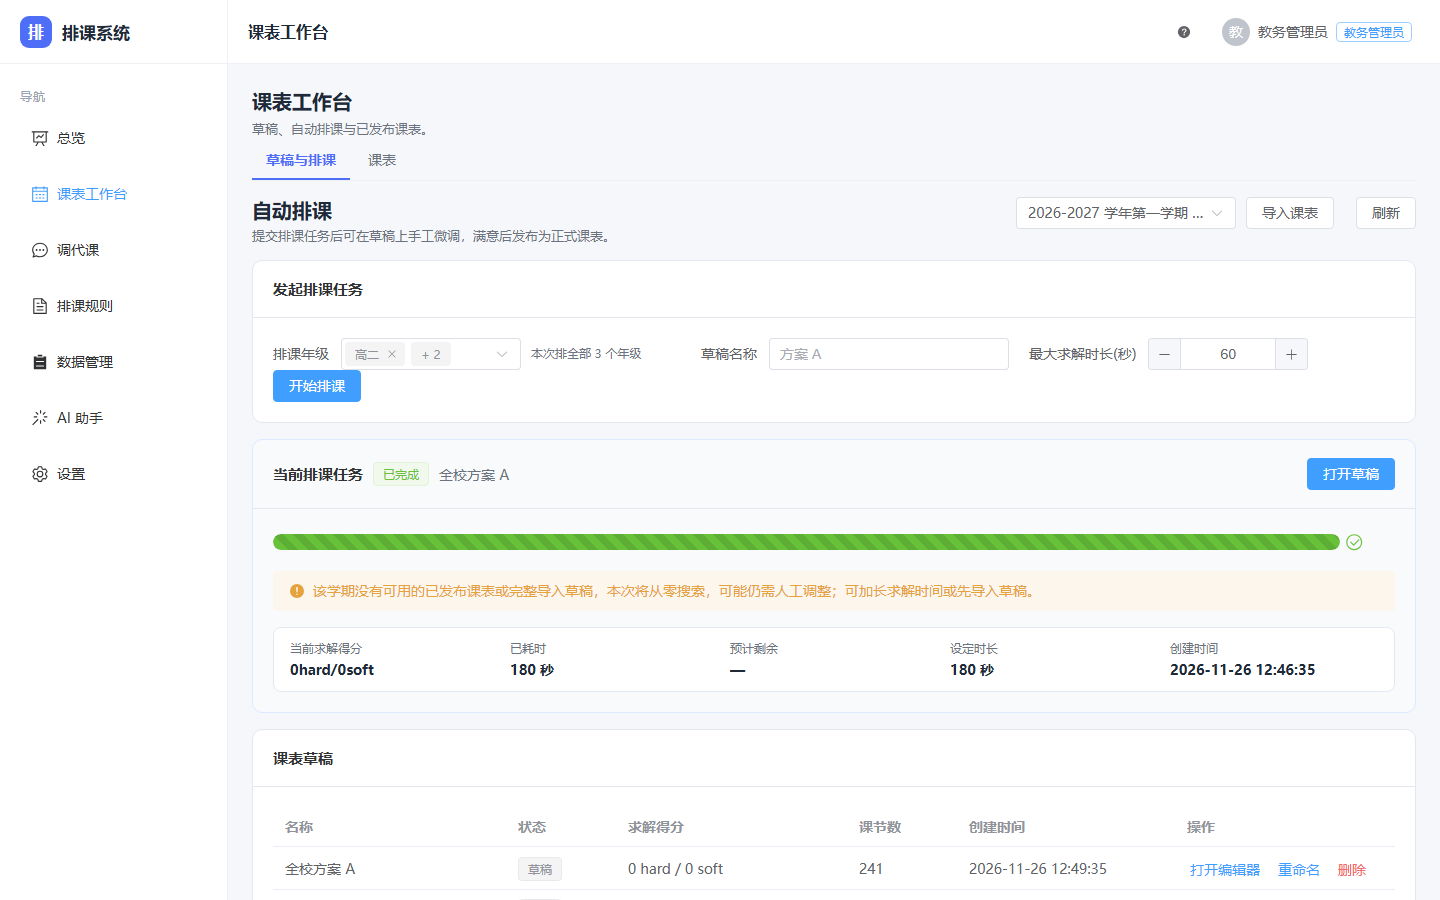 排 排课系统
课表工作台
教 教务管理员 教务管理员
导航
总览
课表工作台
调代课
排课规则
数据管理
AI 助手
设置
课表工作台
草稿、自动排课与已发布课表。
草稿与排课 课表
自动排课
提交排课任务后可在草稿上手工微调，满意后发布为正式课表。
2026-2027 学年第一学期 ... 导入课表 刷新
发起排课任务
排课年级 高二 + 2 本次排全部 3 个年级 草稿名称 方案 A 最大求解时长(秒) 60
开始排课
当前排课任务 已完成 全校方案 A 打开草稿
该学期没有可用的已发布课表或完整导入草稿，本次将从零搜索，可能仍需人工调整；可加长求解时间或先导入草稿。
当前求解得分 已耗时 预计剩余 设定时长 创建时间
0hard/0soft 180 秒 — 180 秒 2026-11-26 12:46:35
课表草稿
名称 状态 求解得分 课节数 创建时间 操作
全校方案 A 草稿 0 hard / 0 soft 241 2026-11-26 12:49:35 打开编辑器 重命名 删除